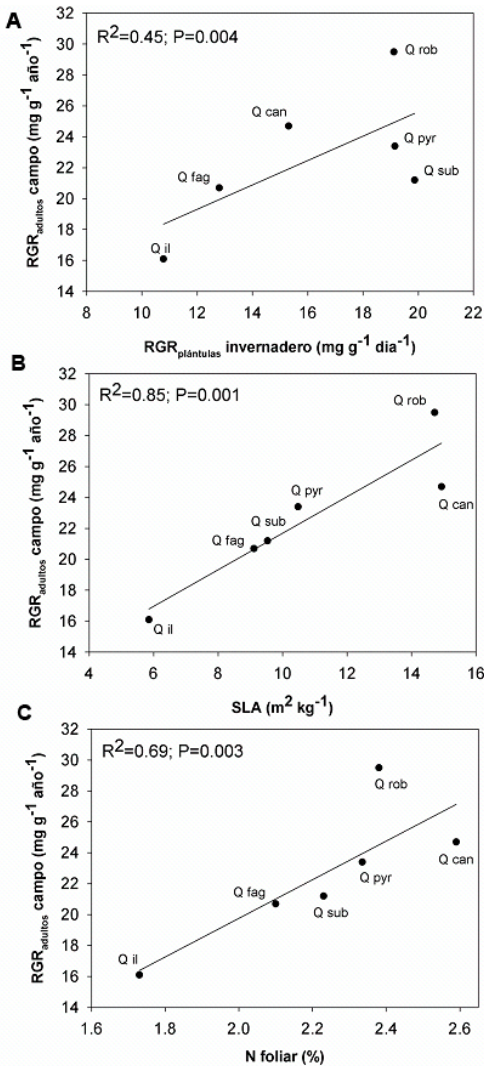 A
R²=0.45; P=0.004
RGRadultos campo (mg g⁻¹ año⁻¹)
32
30
28
26
24
22
20
18
16
14
Q rob
Q can
Q pyr
Q fag
Q sub
Q il
8 10 12 14 16 18 20 22
RGRplántulas invernadero (mg g⁻¹ dia⁻¹)
B
R²=0.85; P=0.001
RGRadultos campo (mg g⁻¹ año⁻¹)
32
30
28
26
24
22
20
18
16
14
Q rob
Q pyr
Q can
Q sub
Q fag
Q il
4 6 8 10 12 14 16
SLA (m² kg⁻¹)
C
R²=0.69; P=0.003
RGRadultos campo (mg g⁻¹ año⁻¹)
32
30
28
26
24
22
20
18
16
14
Q rob
Q can
Q pyr
Q fag
Q sub
Q il
1.6 1.8 2.0 2.2 2.4 2.6
N foliar (%)